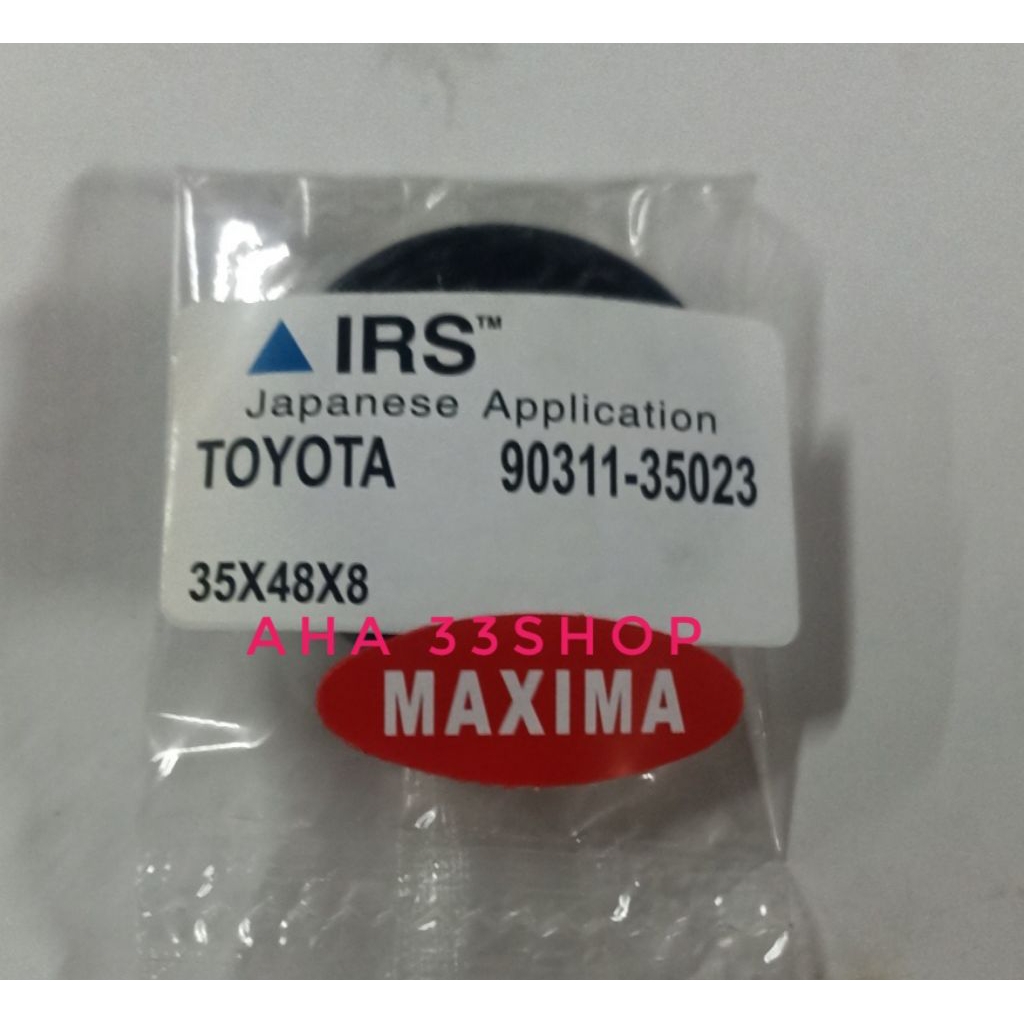 IRS™
Japanese Application
TOYOTA 90311-35023
35X48X8
AHA 33SHOP
MAXIMA